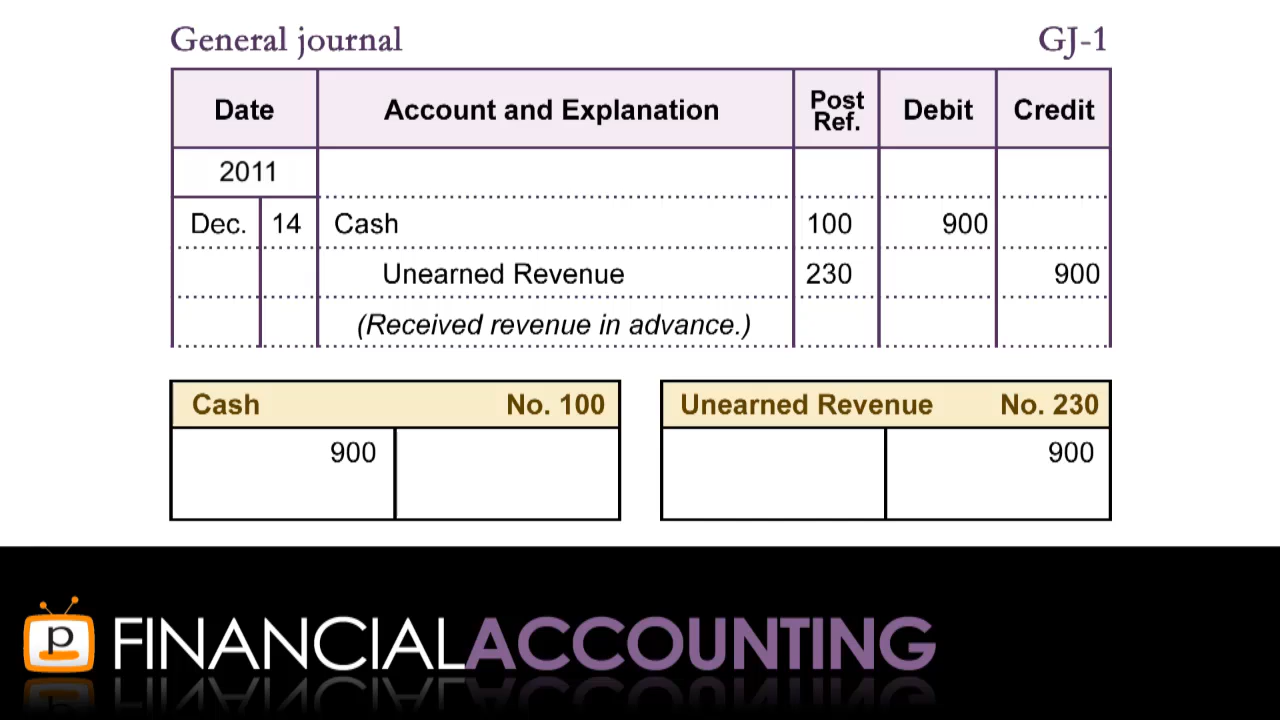 General journal GJ-1
Date Account and Explanation Post Ref. Debit Credit
2011
Dec. 14 Cash 100 900
Unearned Revenue 230 900
(Received revenue in advance.)
Cash No. 100 Unearned Revenue No. 230
900 900
p FINANCIALACCOUNTING